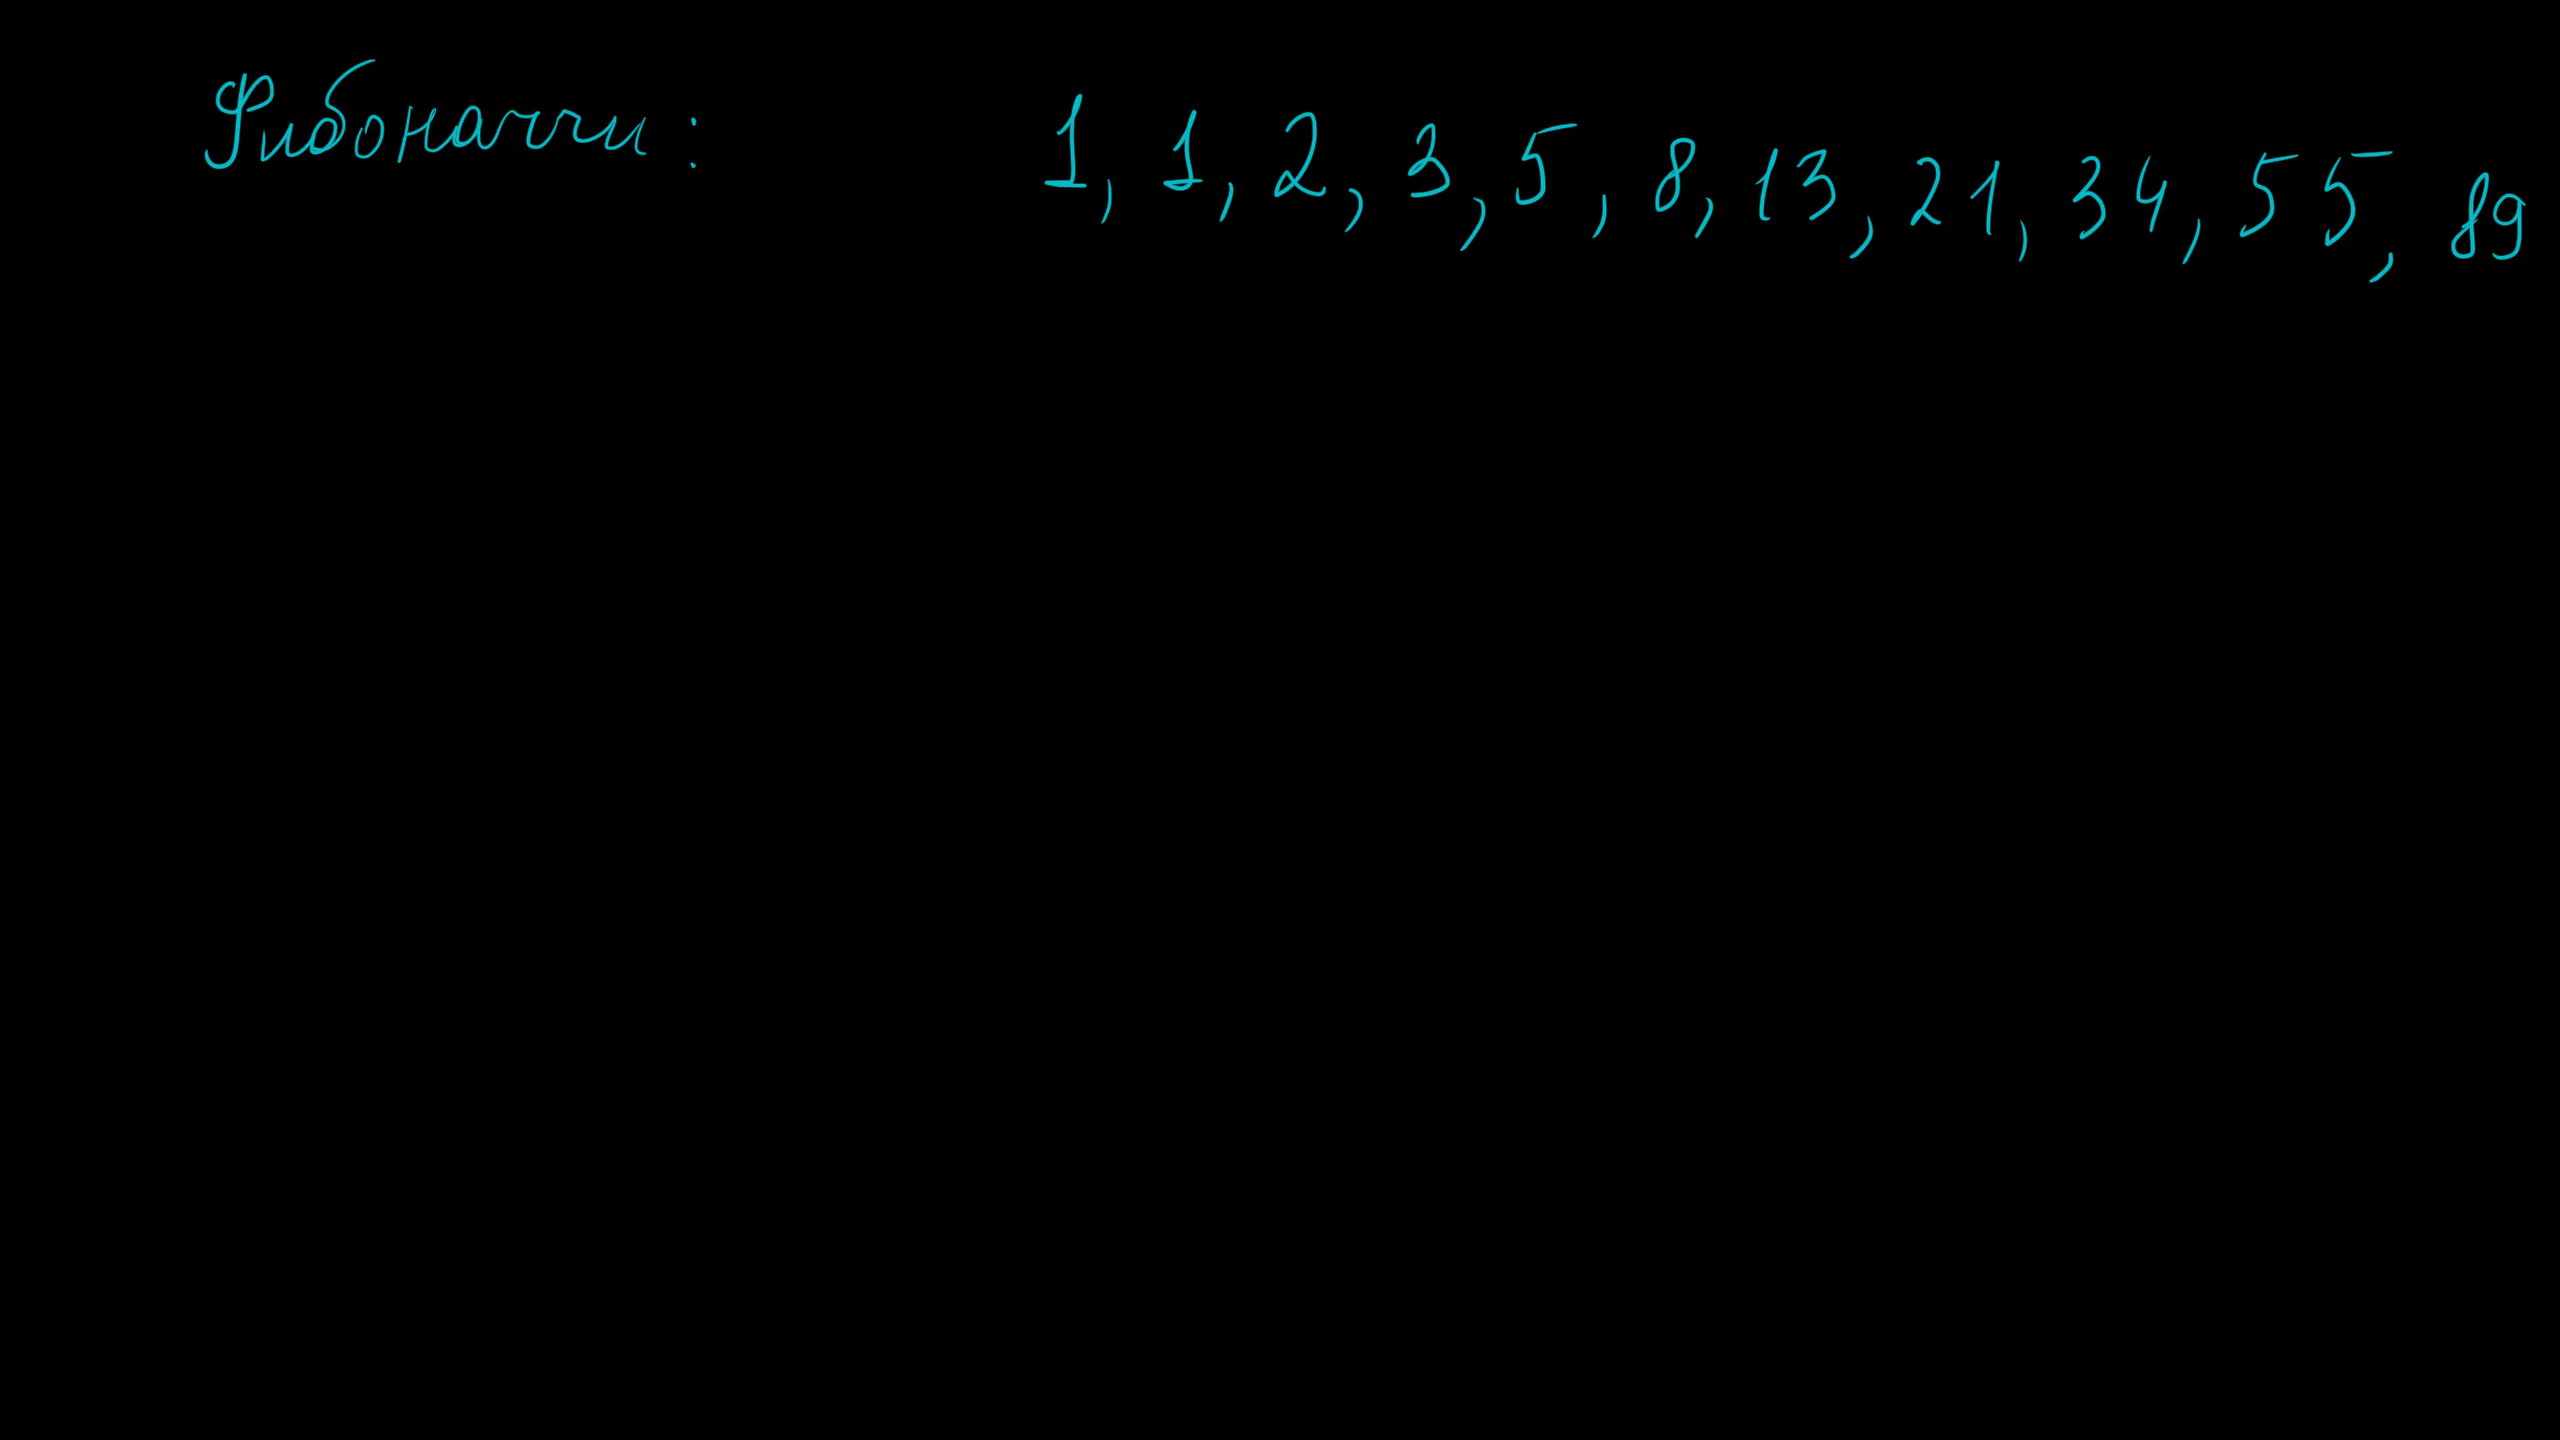 Фибоначчи: 1, 1, 2, 3, 5, 8, 13, 21, 34, 55, 89